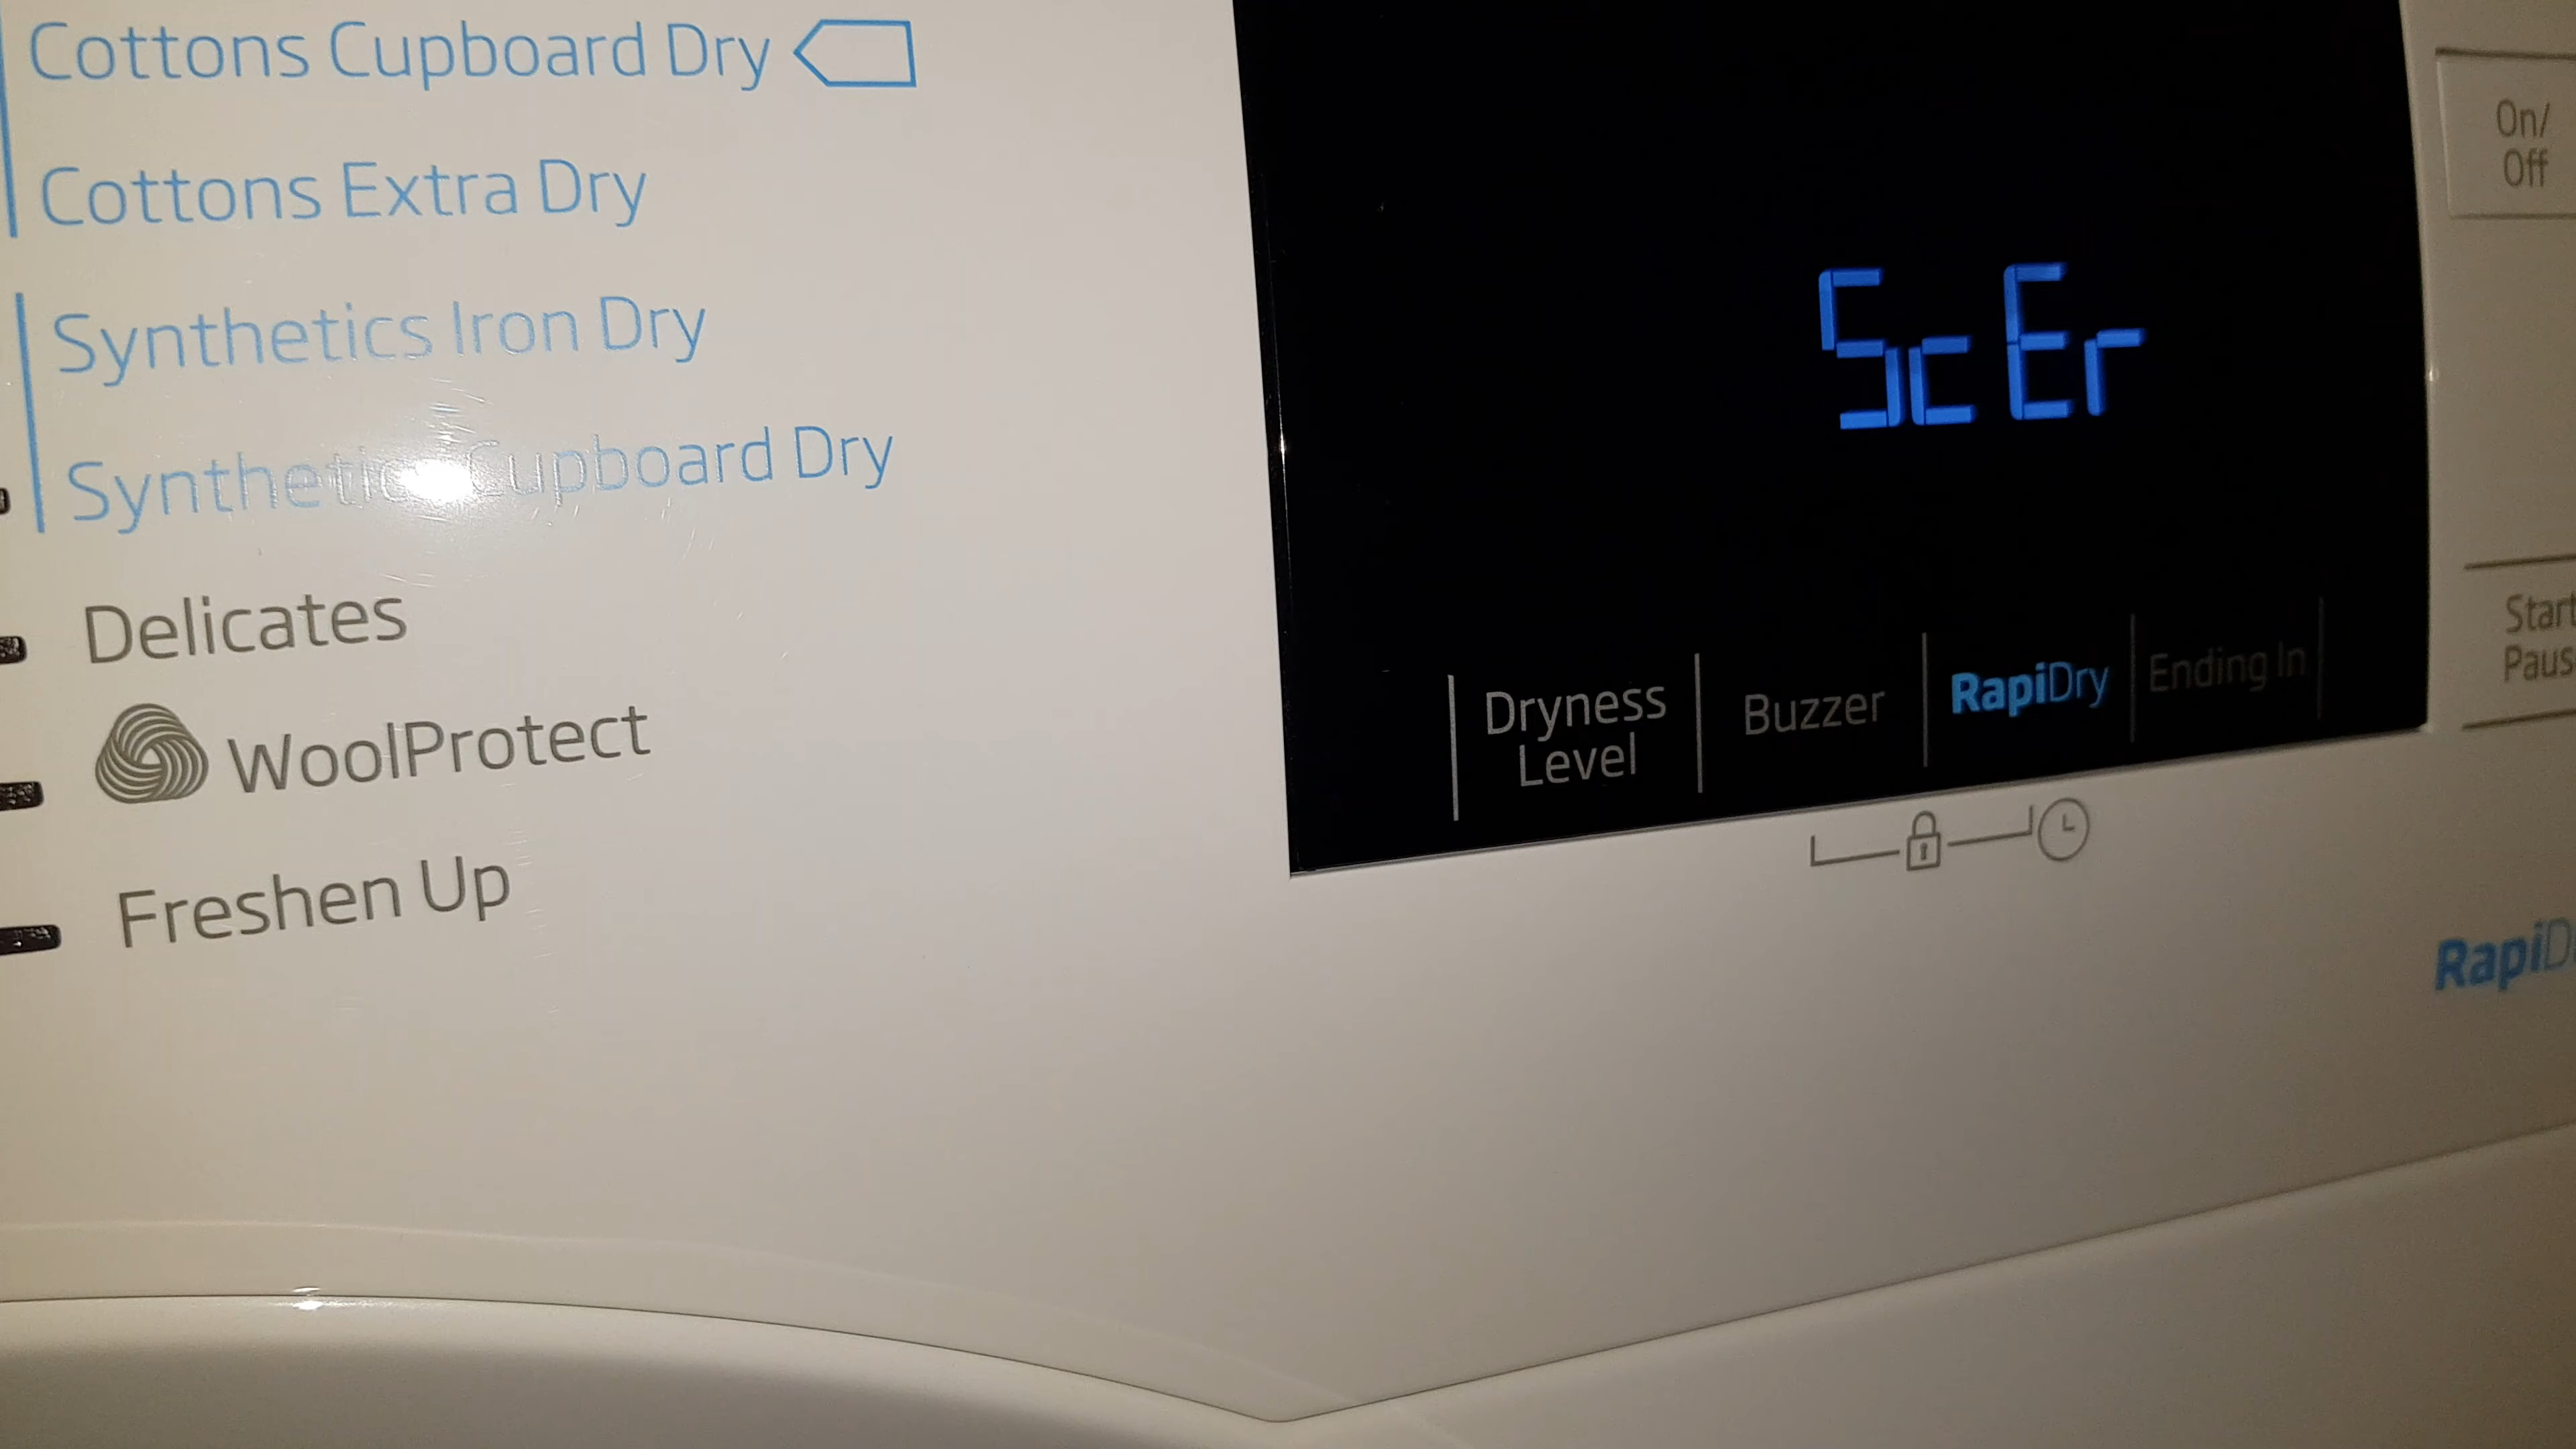 Cottons Cupboard Dry
Cottons Extra Dry
Synthetics Iron Dry
Synthetics Cupboard Dry
Delicates
WoolProtect
Freshen Up
ScEr
Dryness
Level
Buzzer
RapiDry
Ending In
On/
Off
Start
Paus
RapiD